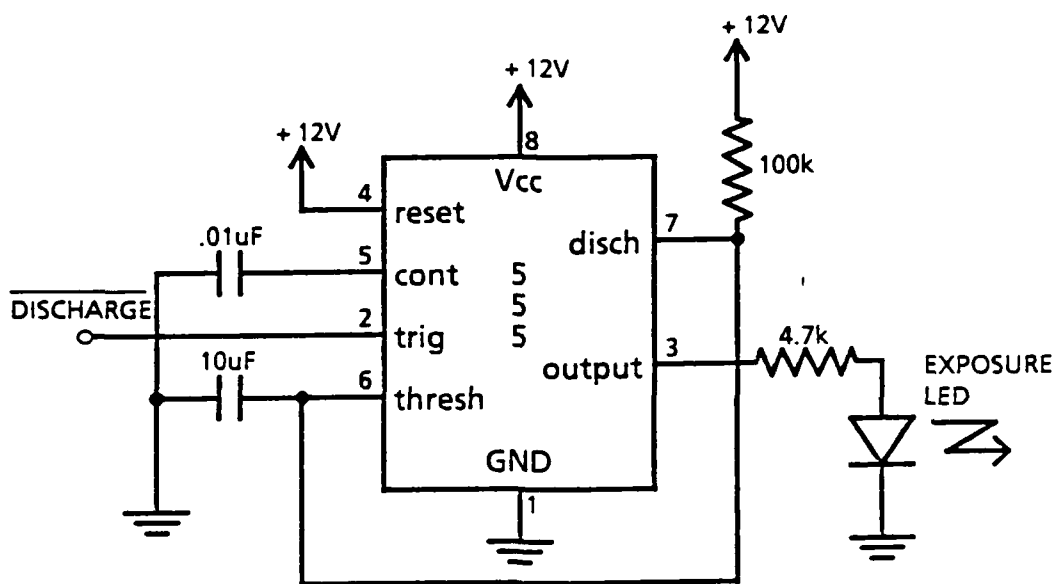 + 12V
+ 12V
+ 12V
8
Vcc
100k
4
reset
7
disch
.01uF
5
cont
5
5
5
DISCHARGE
2
trig
3
output
4.7k
EXPOSURE
LED
10uF
6
thresh
GND
1